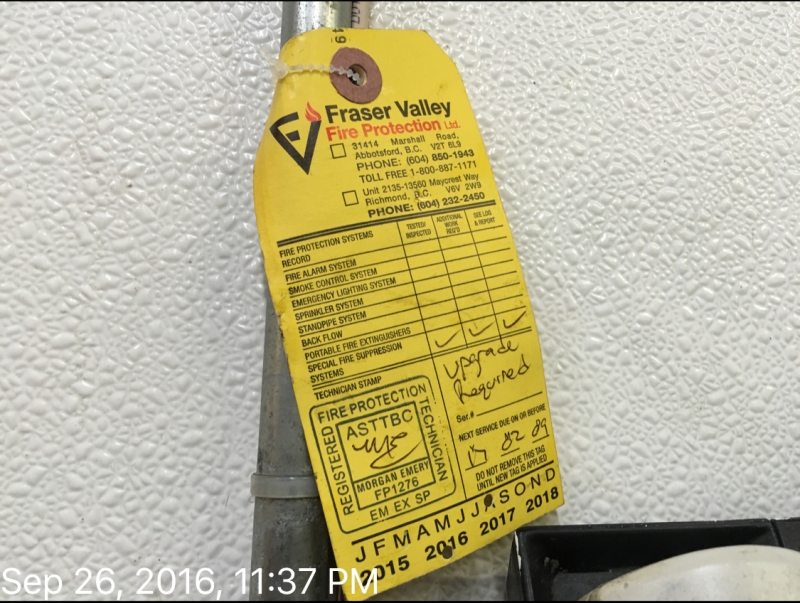 Fraser Valley
Fire Protection Ltd.
31414 Marshall Road,
Abbotsford, B.C. V2T 6L9
PHONE: (604) 850-1943
TOLL FREE 1-800-887-1171
Unit 2135-13560 Maycrest Way
Richmond, B.C. V6V 2W9
PHONE: (604) 232-2450
FIRE PROTECTION SYSTEMS
RECORD
TESTED/
INSPECTED
ADDITIONAL
WORK
REQ'D
SEE LOG
& REPORT
FIRE ALARM SYSTEM
SMOKE CONTROL SYSTEM
EMERGENCY LIGHTING SYSTEM
SPRINKLER SYSTEM
STANDPIPE SYSTEM
BACK FLOW
PORTABLE FIRE EXTINGUISHERS
SPECIAL FIRE SUPPRESSION
SYSTEMS
upgrade
Required
Ser.#
NEXT SERVICE DUE ON OR BEFORE
DO NOT REMOVE THIS TAG
UNTIL NEW TAG IS APPLIED
TECHNICIAN STAMP
FIRE PROTECTION
REGISTERED
TECHNICIAN
ASTTBC
MORGAN EMERY
FP1276
EM EX SP
J F M A M J J A S O N D
2015 2016 2017 2018
Sep 26, 2016, 11:37 PM